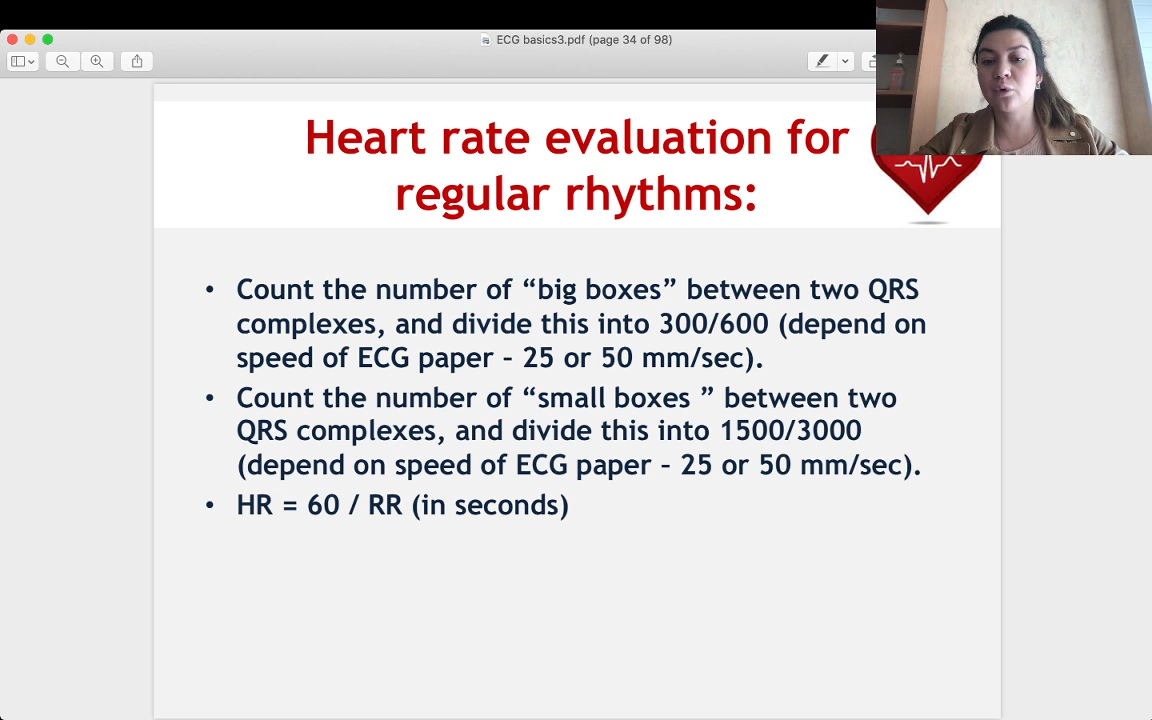 ECG basics3.pdf (page 34 of 98)
Heart rate evaluation for
regular rhythms:
• Count the number of “big boxes” between two QRS
complexes, and divide this into 300/600 (depend on
speed of ECG paper – 25 or 50 mm/sec).
• Count the number of “small boxes ” between two
QRS complexes, and divide this into 1500/3000
(depend on speed of ECG paper – 25 or 50 mm/sec).
• HR = 60 / RR (in seconds)